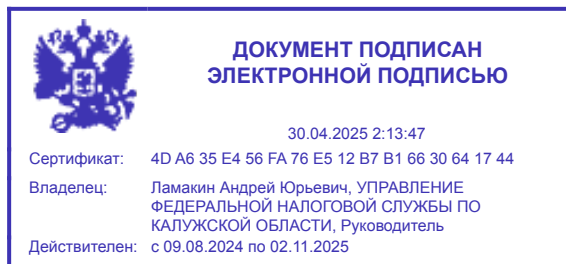 ДОКУМЕНТ ПОДПИСАН
ЭЛЕКТРОННОЙ ПОДПИСЬЮ
30.04.2025 2:13:47
Сертификат: 4D A6 35 E4 56 FA 76 E5 12 B7 B1 66 30 64 17 44
Владелец: Ламакин Андрей Юрьевич, УПРАВЛЕНИЕ
ФЕДЕРАЛЬНОЙ НАЛОГОВОЙ СЛУЖБЫ ПО
КАЛУЖСКОЙ ОБЛАСТИ, Руководитель
Действителен: с 09.08.2024 по 02.11.2025